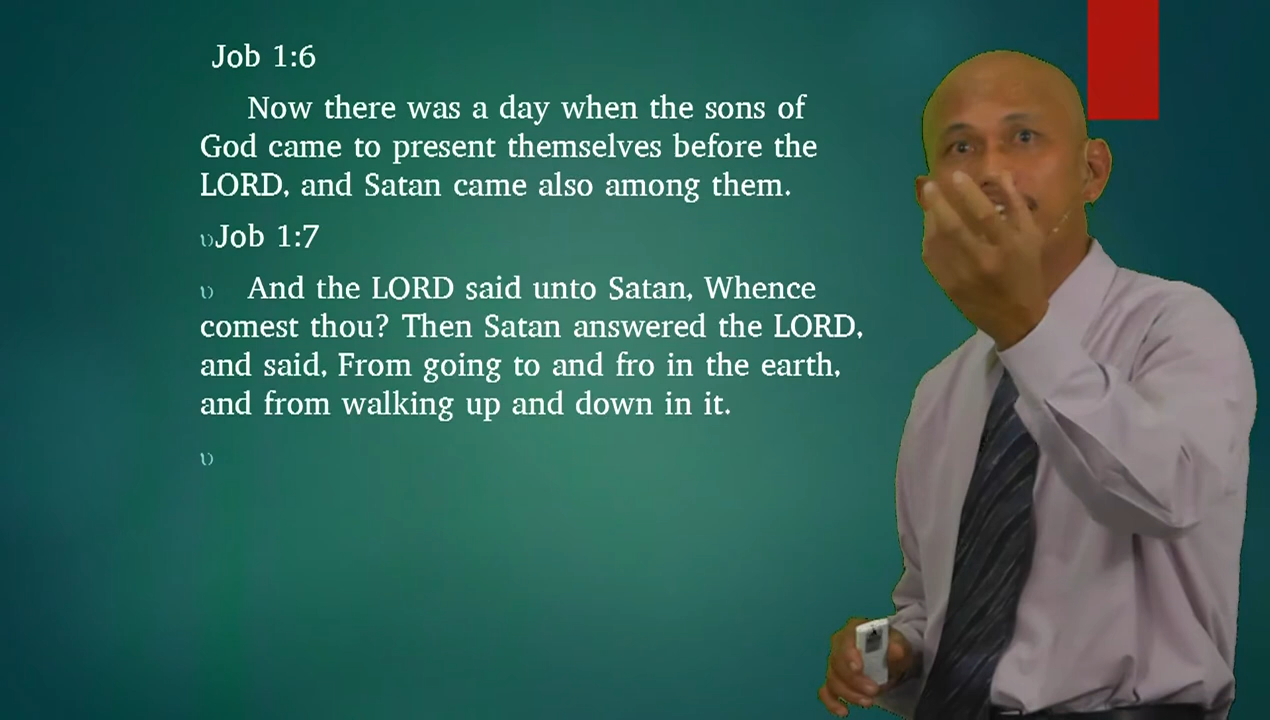 Job 1:6
Now there was a day when the sons of
God came to present themselves before the
LORD, and Satan came also among them.
υJob 1:7
υ And the LORD said unto Satan, Whence
comest thou? Then Satan answered the LORD,
and said, From going to and fro in the earth,
and from walking up and down in it.
υ